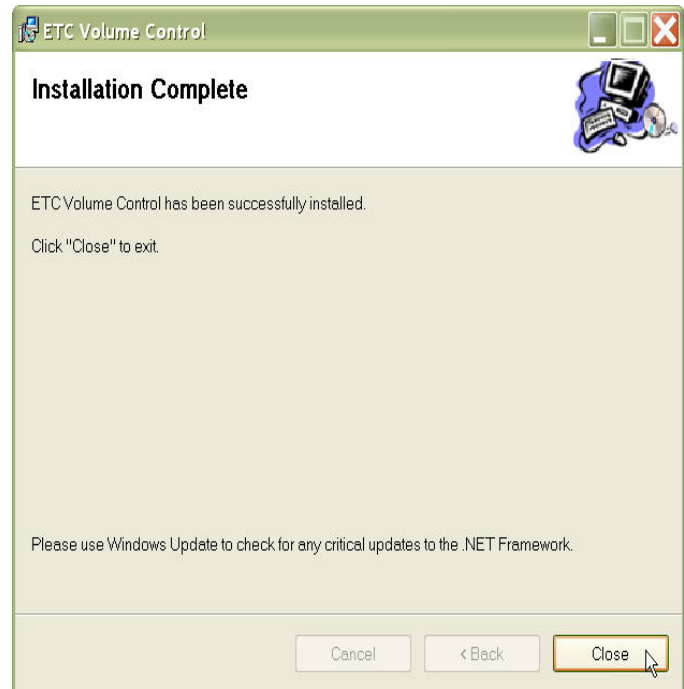 ETC Volume Control
Installation Complete
ETC Volume Control has been successfully installed.
Click "Close" to exit.
Please use Windows Update to check for any critical updates to the .NET Framework.
Cancel
< Back
Close